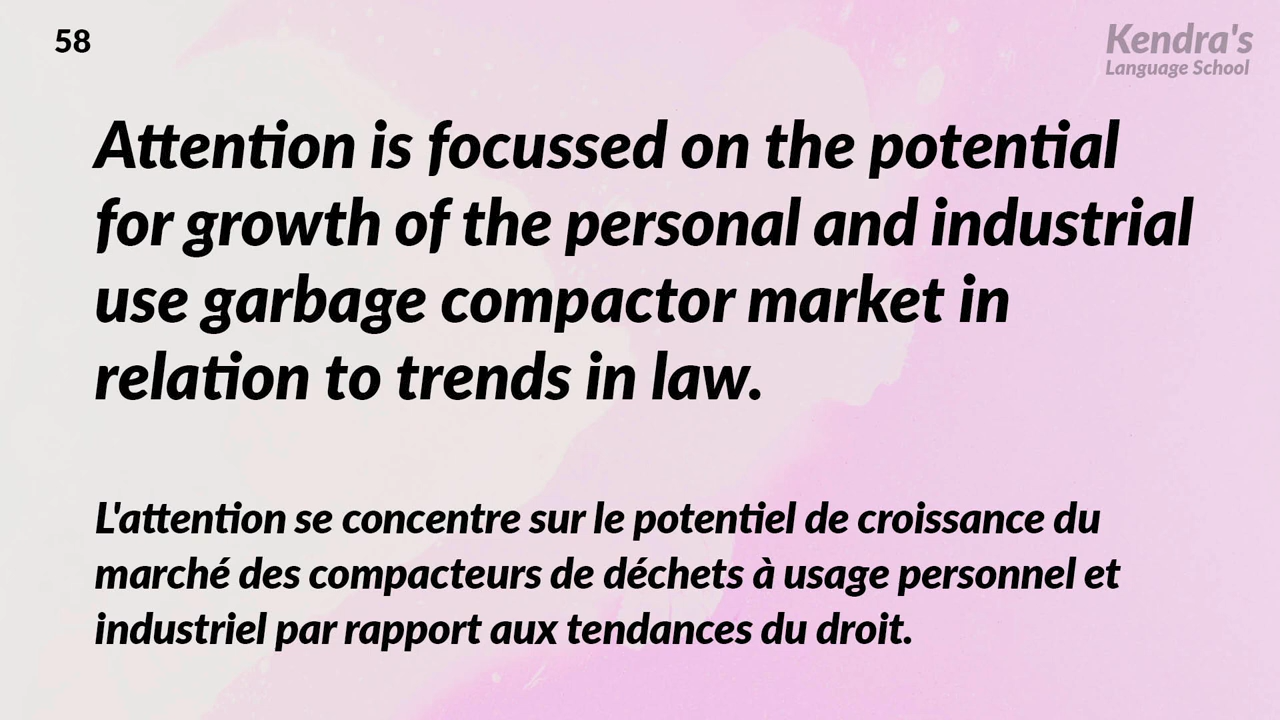 58
Kendra's
Language School
Attention is focussed on the potential
for growth of the personal and industrial
use garbage compactor market in
relation to trends in law.
L'attention se concentre sur le potentiel de croissance du
marché des compacteurs de déchets à usage personnel et
industriel par rapport aux tendances du droit.